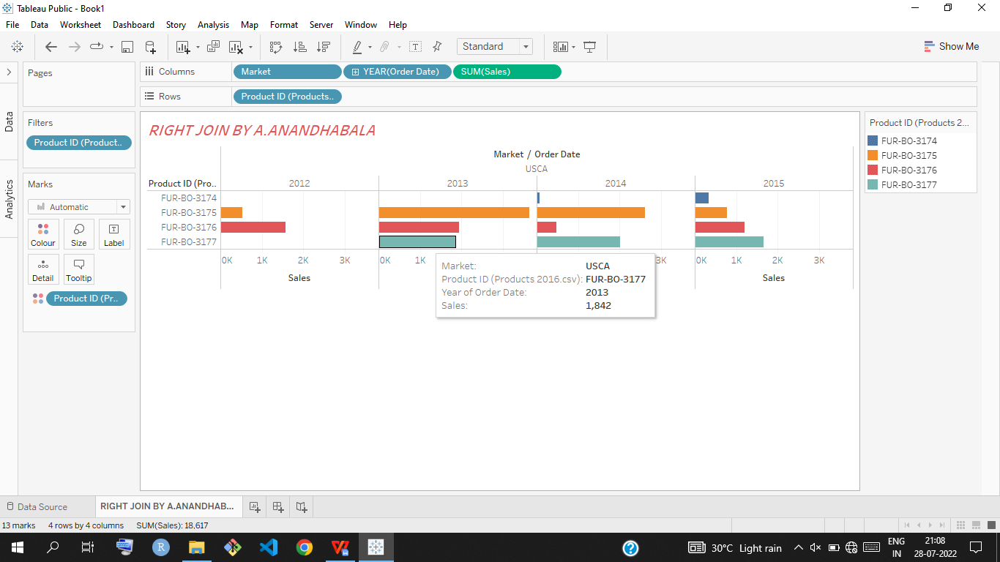 Tableau Public - Book1
File Data Worksheet Dashboard Story Analysis Map Format Server Window Help
Standard
Show Me
Pages
Columns Market YEAR(Order Date) SUM(Sales)
Rows Product ID (Products..
Data
Analytics
Filters
Product ID (Product..
Marks
Automatic
Colour Size Label
Detail Tooltip
Product ID (Pr..
RIGHT JOIN BY A.ANANDHABALA
Market / Order Date
USCA
Product ID (Pro.. 2012 2013 2014 2015
FUR-BO-3174
FUR-BO-3175
FUR-BO-3176
FUR-BO-3177
0K 1K 2K 3K 0K 1K 3K 0K 1K 2K 3K
Sales Sales
Market: USCA
Product ID (Products 2016.csv): FUR-BO-3177
Year of Order Date: 2013
Sales: 1,842
Product ID (Products 2...
FUR-BO-3174
FUR-BO-3175
FUR-BO-3176
FUR-BO-3177
Data Source RIGHT JOIN BY A.ANANDHAB...
13 marks 4 rows by 4 columns SUM(Sales): 18,617
30°C Light rain
ENG
IN
21:08
28-07-2022